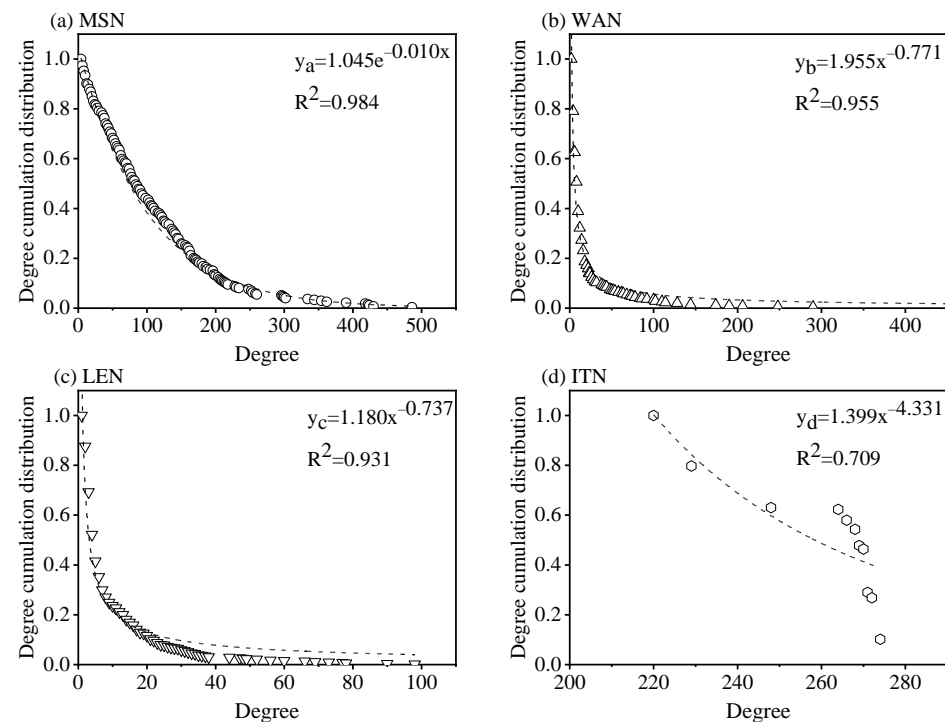 (a) MSN
y_a=1.045e^−0.010x
R^2=0.984
Degree cumulation distribution
1.0
0.8
0.6
0.4
0.2
0.0
0 100 200 300 400 500
Degree
(b) WAN
y_b=1.955x^−0.771
R^2=0.955
Degree cumulation distribution
1.0
0.8
0.6
0.4
0.2
0.0
0 100 200 300 400
Degree
(c) LEN
y_c=1.180x^−0.737
R^2=0.931
Degree cumulation distribution
1.0
0.8
0.6
0.4
0.2
0.0
0 20 40 60 80 100
Degree
(d) ITN
y_d=1.399x^−4.331
R^2=0.709
Degree cumulation distribution
1.0
0.8
0.6
0.4
0.2
0.0
200 220 240 260 280
Degree